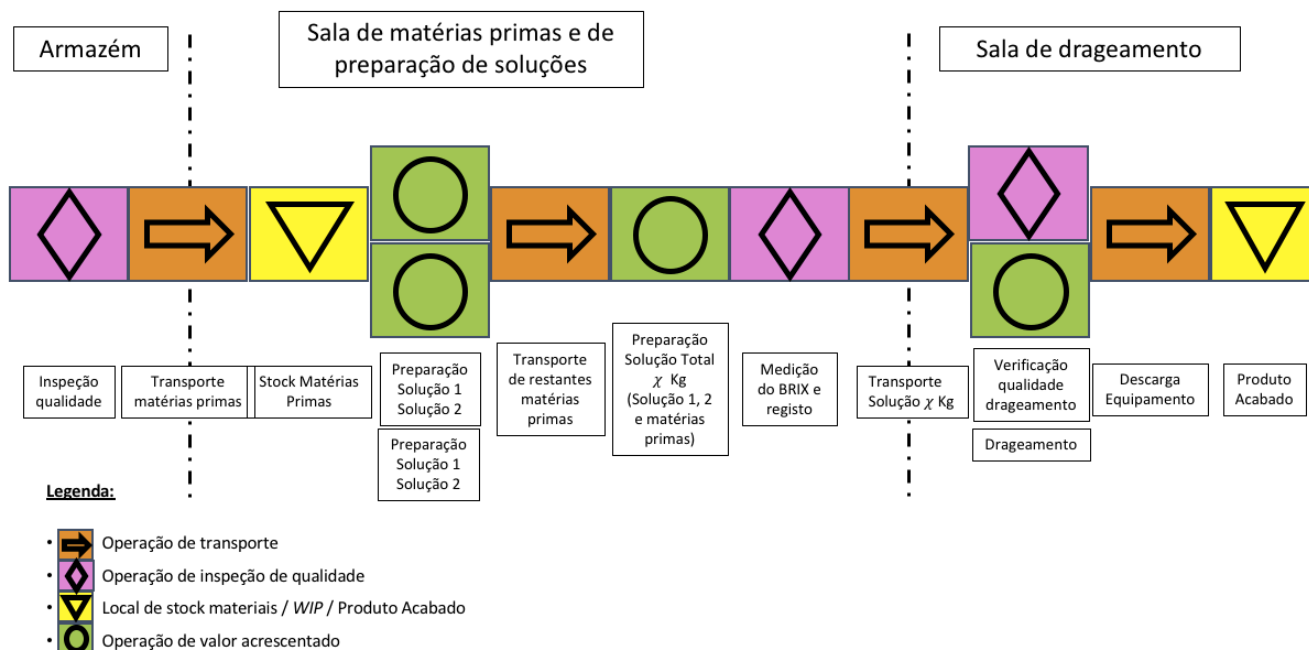 Armazém
Sala de matérias primas e de
preparação de soluções
Sala de drageamento
Inspeção
qualidade
Transporte
matérias primas
Stock Matérias
Primas
Preparação
Solução 1
Solução 2
Preparação
Solução 1
Solução 2
Transporte
de restantes
matérias
primas
Preparação
Solução Total
χ Kg
(Solução 1, 2
e matérias
primas)
Medição
do BRIX e
registo
Transporte
Solução χ Kg
Verificação
qualidade
drageamento
Drageamento
Descarga
Equipamento
Produto
Acabado
Legenda:
• Operação de transporte
• Operação de inspeção de qualidade
• Local de stock materiais / WIP / Produto Acabado
• Operação de valor acrescentado